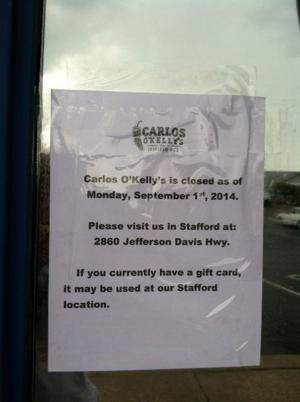 CARLOS
O'KELLY'S
Carlos O'Kelly's is closed as of
Monday, September 1st, 2014.
Please visit us in Stafford at:
2860 Jefferson Davis Hwy.
If you currently have a gift card,
it may be used at our Stafford
location.